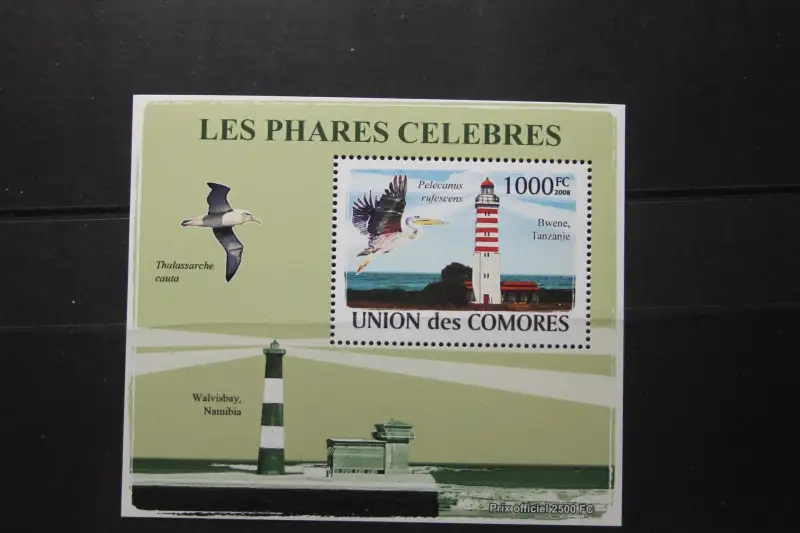 LES PHARES CELEBRES
Pelecanus
rufescens
1000FC
2008
Bwene,
Tanzanie
Thalassarche
cauta
UNION des COMORES
Walvisbay,
Namibia
Prix officiel 2500 FC